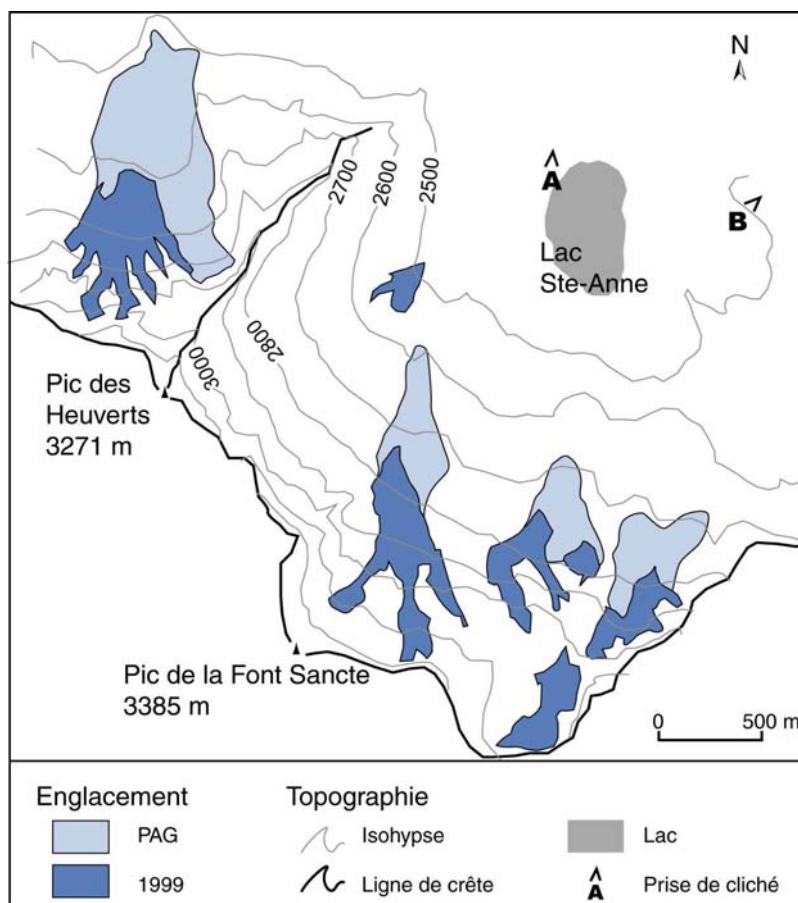 N
A
B
Lac
Ste-Anne
2700
2600
2500
2800
3000
Pic des
Heuverts
3271 m
Pic de la Font Sancte
3385 m
0 500 m
Englacement
PAG
1999
Topographie
Isohypse
Ligne de crête
Lac
A Prise de cliché